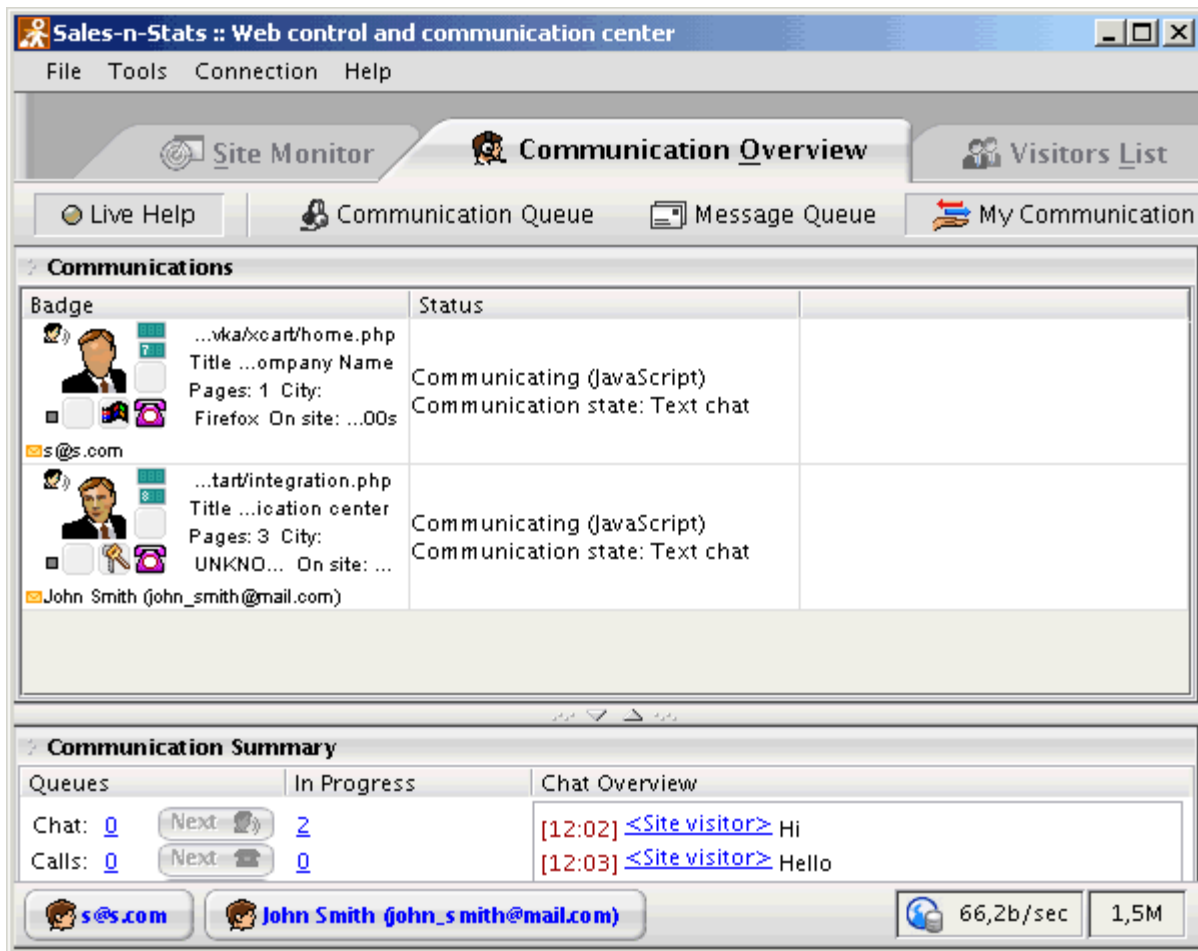 Sales-n-Stats :: Web control and communication center
File Tools Connection Help
Site Monitor Communication Overview Visitors List
Live Help Communication Queue Message Queue My Communication
Communications
Badge Status
...vka/xcart/home.php
Title ...ompany Name
Pages: 1 City:
Firefox On site: ...00s
s@s.com
Communicating (JavaScript)
Communication state: Text chat
...tart/integration.php
Title ...ication center
Pages: 3 City:
UNKNO... On site: ...
John Smith (john_smith@mail.com)
Communicating (JavaScript)
Communication state: Text chat
Communication Summary
Queues In Progress Chat Overview
Chat: 0 Next 2
Calls: 0 Next 0
[12:02] <Site visitor> Hi
[12:03] <Site visitor> Hello
s@s.com John Smith (john_smith@mail.com) 66,2b/sec 1,5M